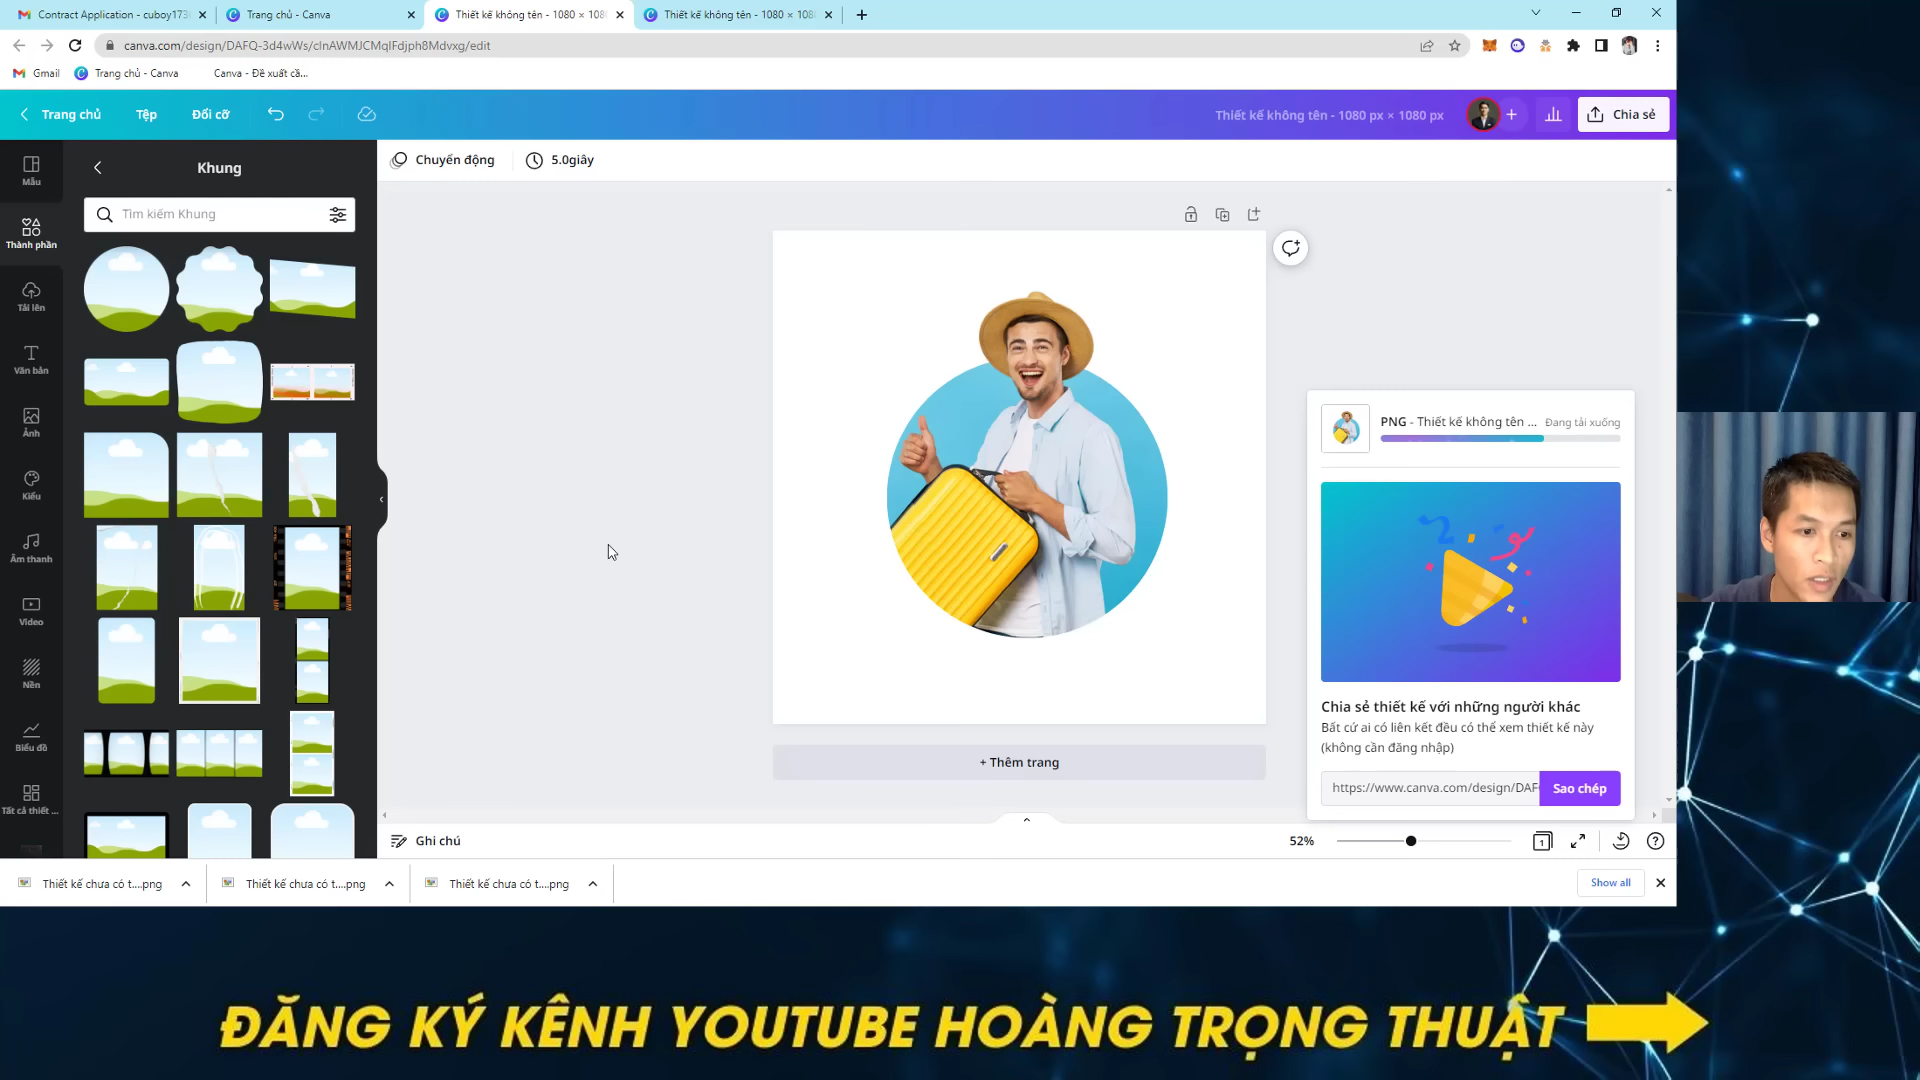 Contract Application - cuboy173
Trang chủ - Canva
Thiết kế không tên - 1080 × 108
Thiết kế không tên - 1080 × 108
canva.com/design/DAFQ-3d4wWs/clnAWMJCMqlFdjph8Mdvxg/edit
Gmail
Trang chủ - Canva
Canva - Đề xuất cầ...
Trang chủ
Tệp
Đổi cỡ
Thiết kế không tên - 1080 px × 1080 px
Chia sẻ
Mẫu
Thành phần
Tải lên
Văn bản
Ảnh
Kiểu
Âm thanh
Video
Nền
Biểu đồ
Tất cả thiết ...
Khung
Tìm kiếm Khung
Chuyển động
5.0giây
PNG - Thiết kế không tên ...
Đang tải xuống
Chia sẻ thiết kế với những người khác
Bất cứ ai có liên kết đều có thể xem thiết kế này
(không cần đăng nhập)
https://www.canva.com/design/DAF
Sao chép
+ Thêm trang
Ghi chú
52%
1
Thiết kế chưa có t....png
Thiết kế chưa có t....png
Thiết kế chưa có t....png
Show all
ĐĂNG KÝ KÊNH YOUTUBE HOÀNG TRỌNG THUẬT